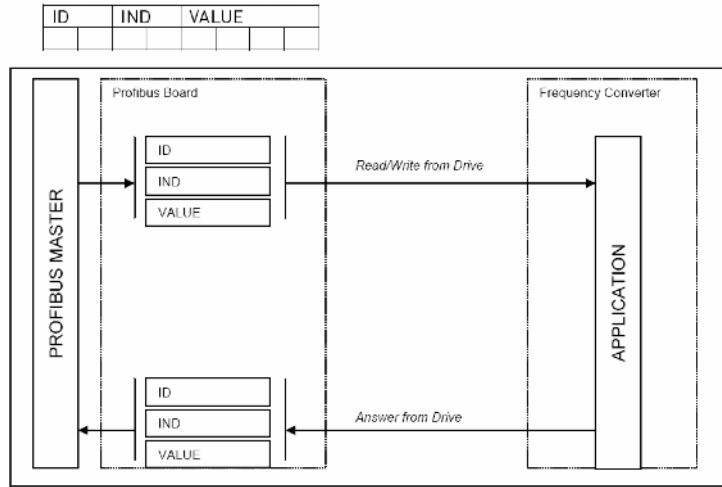 ID IND VALUE
Profibus Board
Frequency Converter
PROFIBUS MASTER
ID
IND
VALUE
Read/Write from Drive
APPLICATION
ID
IND
VALUE
Answer from Drive